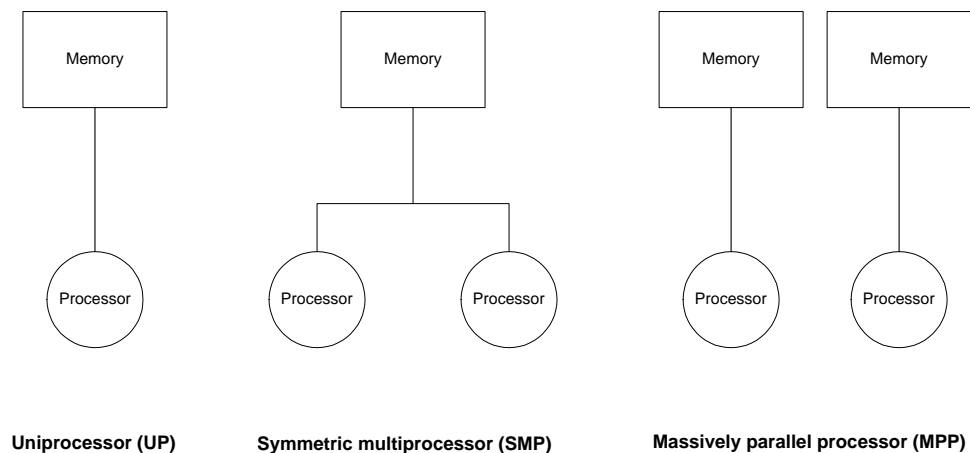 Memory
Memory
Memory
Memory
Processor
Processor
Processor
Processor
Processor
Uniprocessor (UP)
Symmetric multiprocessor (SMP)
Massively parallel processor (MPP)